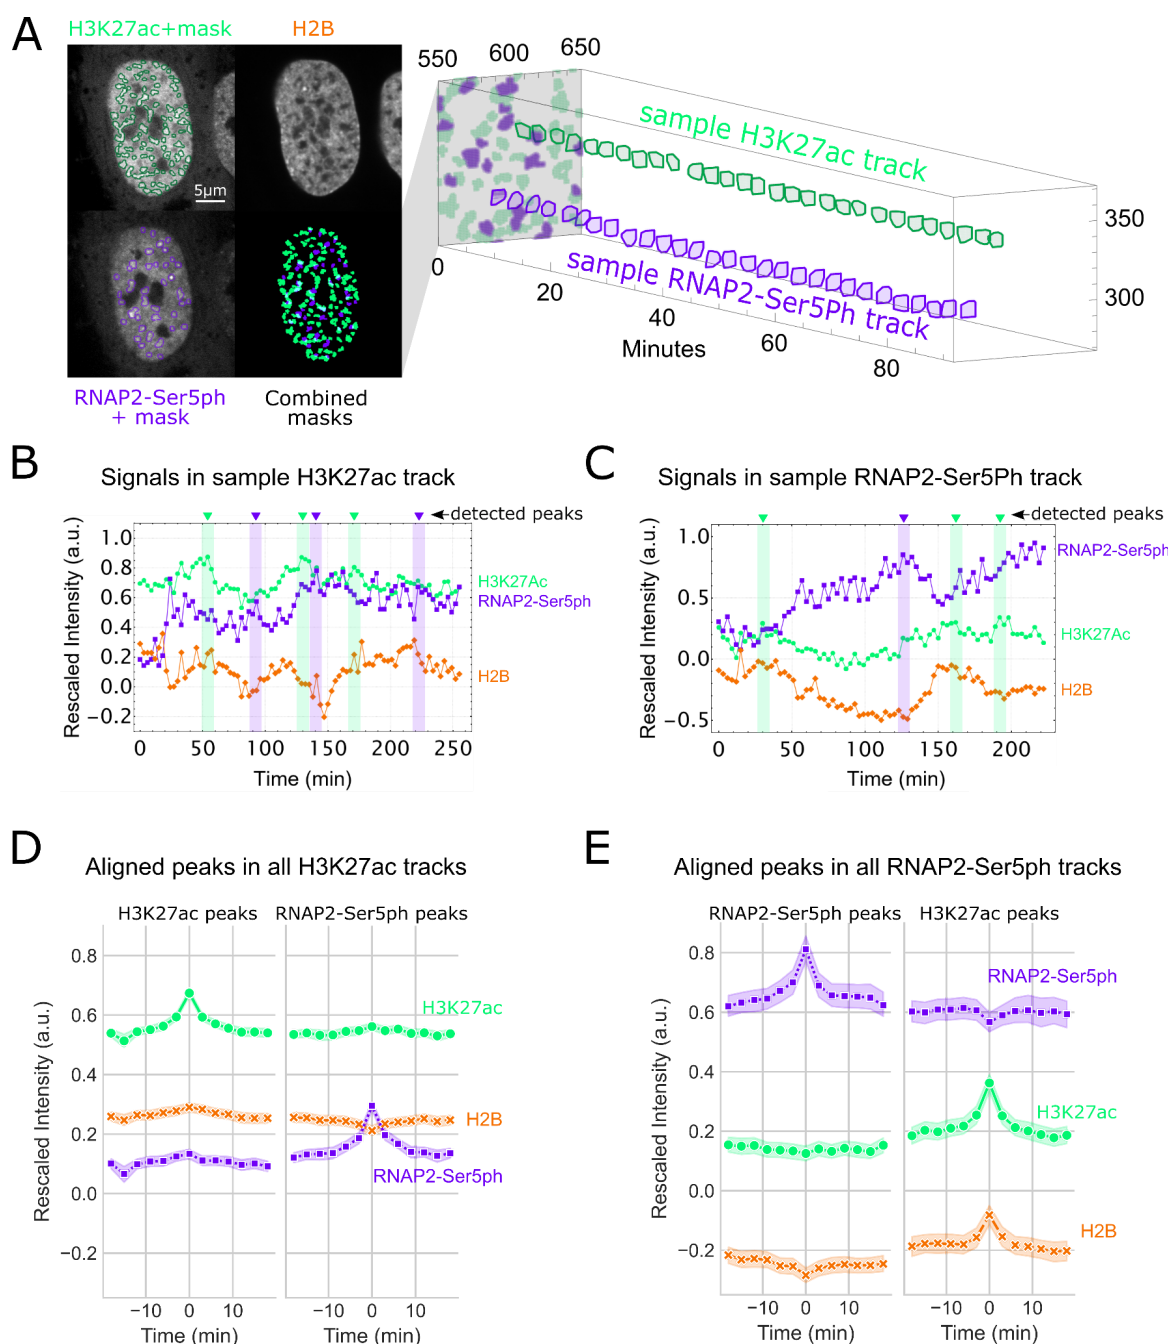 A
H3K27ac+mask
H2B
5μm
RNAP2-Ser5ph
+ mask
Combined
masks
550
600
650
sample H3K27ac track
sample RNAP2-Ser5Ph track
350
300
0
20
40
60
80
Minutes
B
Signals in sample H3K27ac track
detected peaks
Rescaled Intensity (a.u.)
1.0
0.8
0.6
0.4
0.2
0.0
−0.2
H3K27Ac
RNAP2-Ser5ph
H2B
0 50 100 150 200 250
Time (min)
C
Signals in sample RNAP2-Ser5Ph track
detected peaks
Rescaled Intensity (a.u.)
1.0
0.5
0.0
−0.5
RNAP2-Ser5ph
H3K27Ac
H2B
0 50 100 150 200
Time (min)
D
Aligned peaks in all H3K27ac tracks
H3K27ac peaks
RNAP2-Ser5ph peaks
Rescaled Intensity (a.u.)
0.8
0.6
0.4
0.2
0.0
−0.2
H3K27ac
H2B
RNAP2-Ser5ph
−10 0 10
−10 0 10
Time (min)
Time (min)
E
Aligned peaks in all RNAP2-Ser5ph tracks
RNAP2-Ser5ph peaks
H3K27ac peaks
Rescaled Intensity (a.u.)
0.8
0.6
0.4
0.2
0.0
−0.2
RNAP2-Ser5ph
H3K27ac
H2B
−10 0 10
−10 0 10
Time (min)
Time (min)